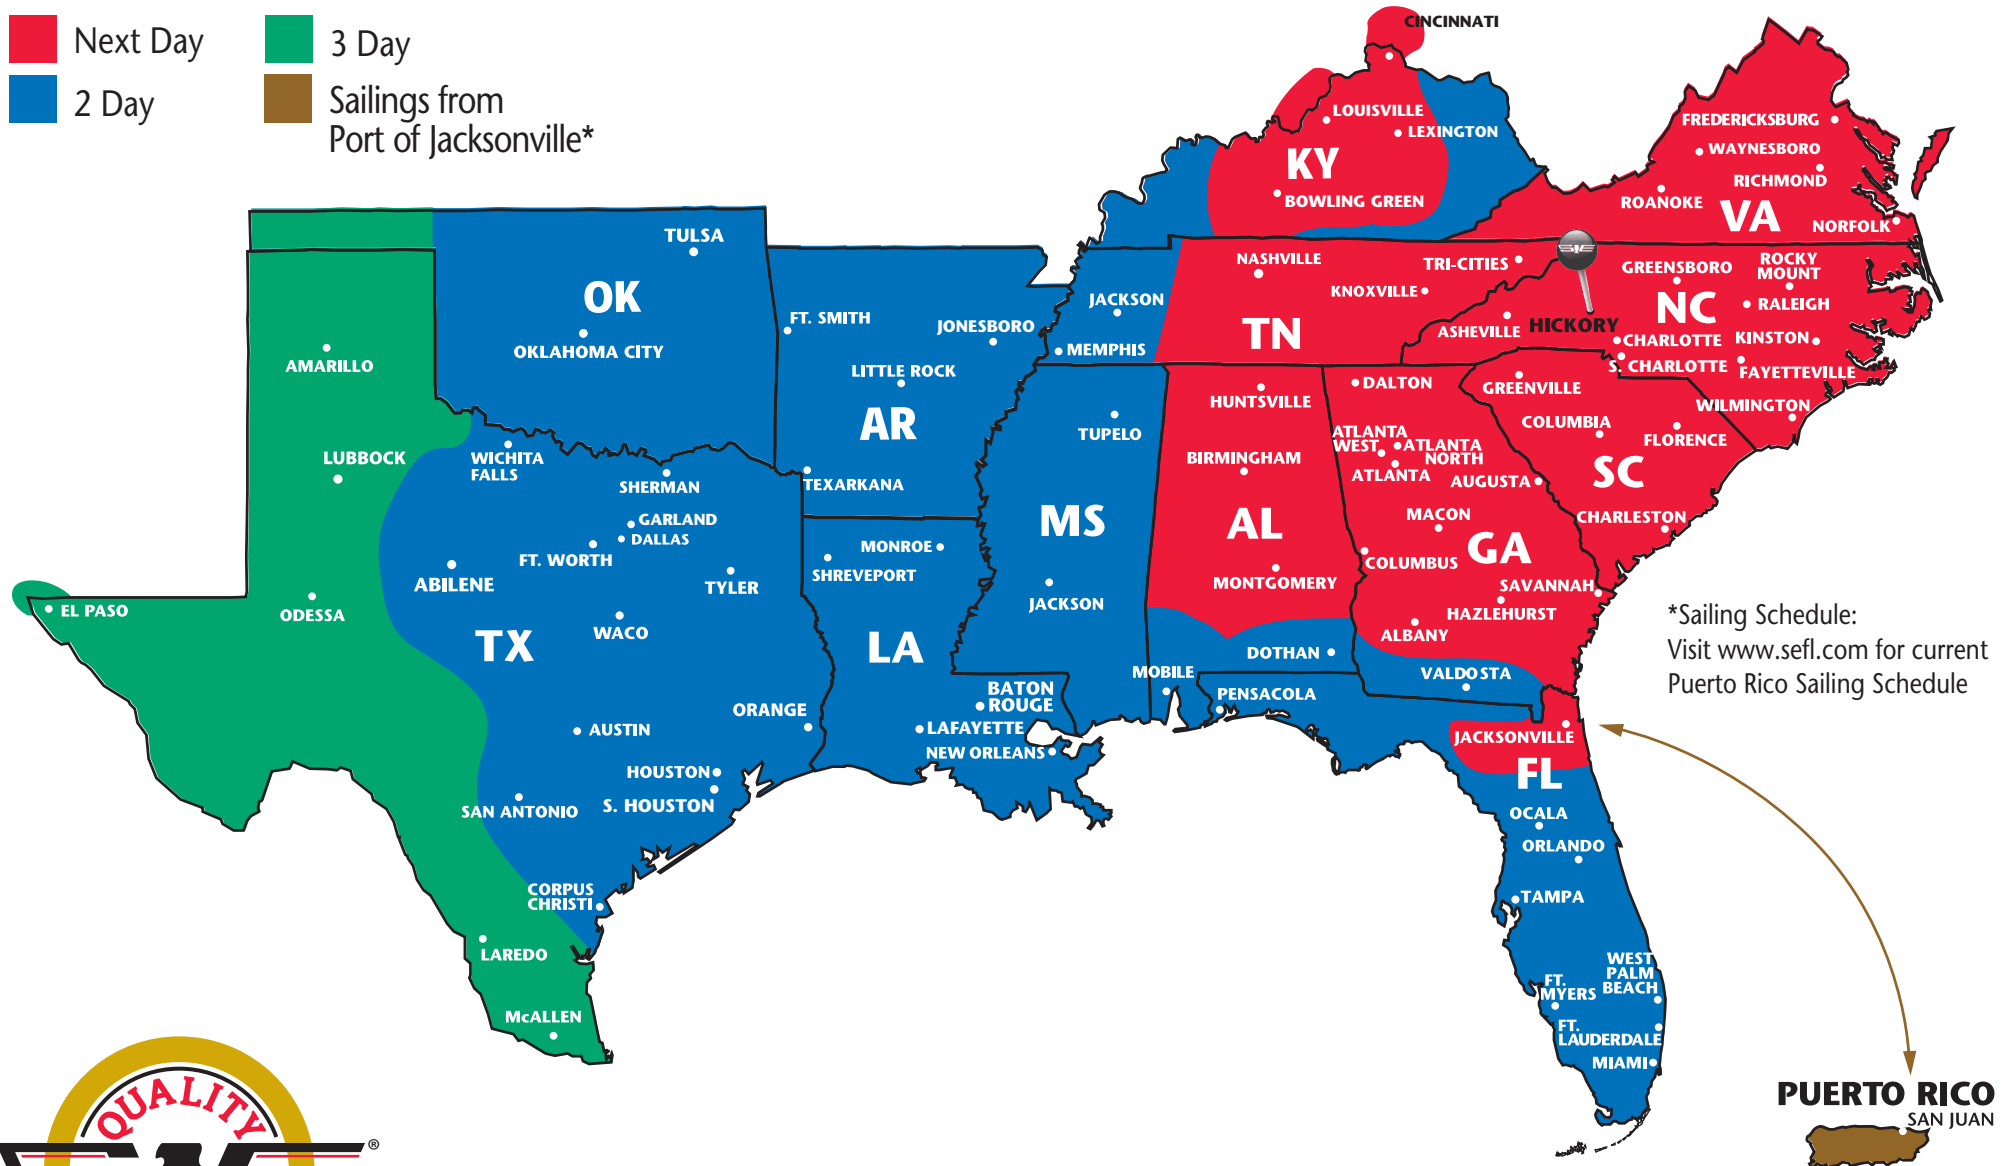 Next Day
3 Day
2 Day
Sailings from
Port of Jacksonville*
CINCINNATI
LOUISVILLE
LEXINGTON
KY
BOWLING GREEN
FREDERICKSBURG
WAYNESBORO
RICHMOND
ROANOKE
VA
NORFOLK
TULSA
OK
OKLAHOMA CITY
FT. SMITH
JONESBORO
LITTLE ROCK
AR
TEXARKANA
JACKSON
MEMPHIS
NASHVILLE
TRI-CITIES
KNOXVILLE
TN
ASHEVILLE
HICKORY
GREENSBORO
ROCKY
MOUNT
NC
RALEIGH
CHARLOTTE
KINSTON
S. CHARLOTTE
FAYETTEVILLE
WILMINGTON
AMARILLO
LUBBOCK
WICHITA
FALLS
SHERMAN
GARLAND
DALLAS
FT. WORTH
ABILENE
TYLER
EL PASO
ODESSA
WACO
TX
AUSTIN
ORANGE
HOUSTON
S. HOUSTON
SAN ANTONIO
CORPUS
CHRISTI
LAREDO
McALLEN
MONROE
SHREVEPORT
LA
BATON
ROUGE
LAFAYETTE
NEW ORLEANS
TUPELO
MS
JACKSON
HUNTSVILLE
BIRMINGHAM
AL
MONTGOMERY
DOTHAN
MOBILE
DALTON
ATLANTA
WEST
ATLANTA
NORTH
ATLANTA
AUGUSTA
MACON
GA
COLUMBUS
SAVANNAH
HAZLEHURST
ALBANY
VALDOSTA
GREENVILLE
COLUMBIA
FLORENCE
SC
CHARLESTON
PENSACOLA
JACKSONVILLE
FL
OCALA
ORLANDO
TAMPA
WEST
PALM
BEACH
FT.
MYERS
FT.
LAUDERDALE
MIAMI
*Sailing Schedule:
Visit www.sefl.com for current
Puerto Rico Sailing Schedule
PUERTO RICO
SAN JUAN
QUALITY
®